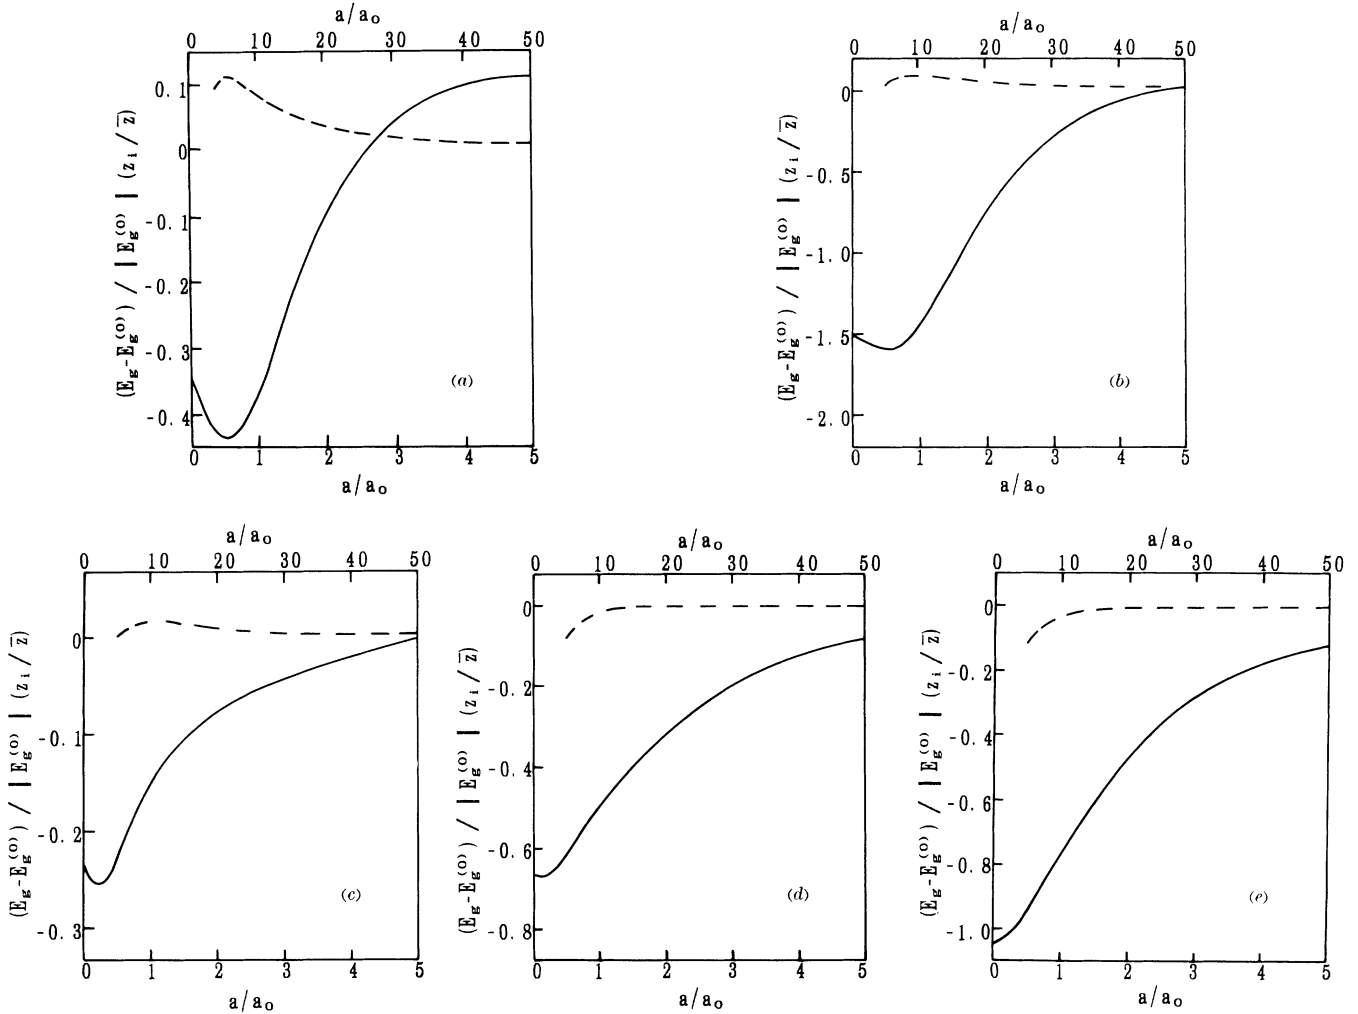 a/a₀
0 10 20 30 40 50
0.1
0
-0.1
-0.2
-0.3
-0.4
(E_g-E_g^(0)) / |E_g^(0)| (z_i/z̄)
(a)
0 1 2 3 4 5
a/a₀
a/a₀
0 10 20 30 40 50
0
-0.5
-1.0
-1.5
-2.0
(E_g-E_g^(0)) / |E_g^(0)| (z_i/z̄)
(b)
0 1 2 3 4 5
a/a₀
a/a₀
0 10 20 30 40 50
0
-0.1
-0.2
-0.3
(E_g-E_g^(0)) / |E_g^(0)| (z_i/z̄)
(c)
0 1 2 3 4 5
a/a₀
a/a₀
0 10 20 30 40 50
0
-0.2
-0.4
-0.6
-0.8
(E_g-E_g^(0)) / |E_g^(0)| (z_i/z̄)
(d)
0 1 2 3 4 5
a/a₀
a/a₀
0 10 20 30 40 50
0
-0.2
-0.4
-0.6
-0.8
-1.0
(E_g-E_g^(0)) / |E_g^(0)| (z_i/z̄)
(e)
0 1 2 3 4 5
a/a₀